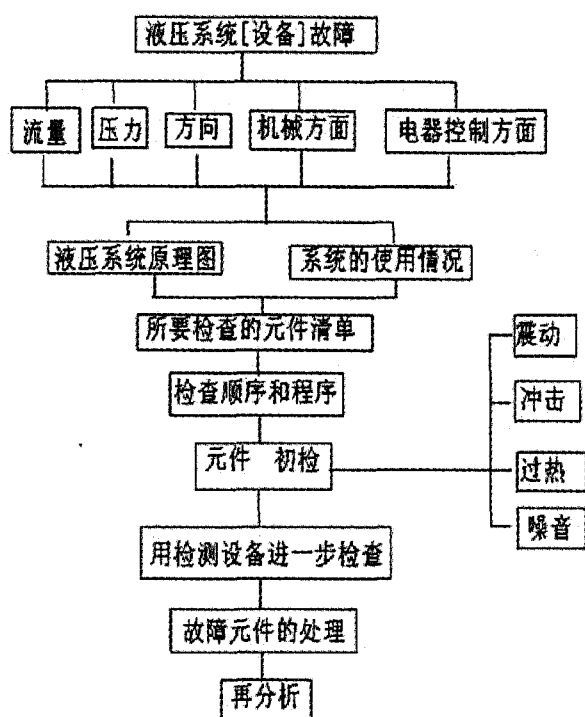 液压系统[设备]故障
流量
压力
方向
机械方面
电器控制方面
液压系统原理图
系统的使用情况
所要检查的元件清单
检查顺序和程序
元件 初检
震动
冲击
过热
噪音
用检测设备进一步检查
故障元件的处理
再分析